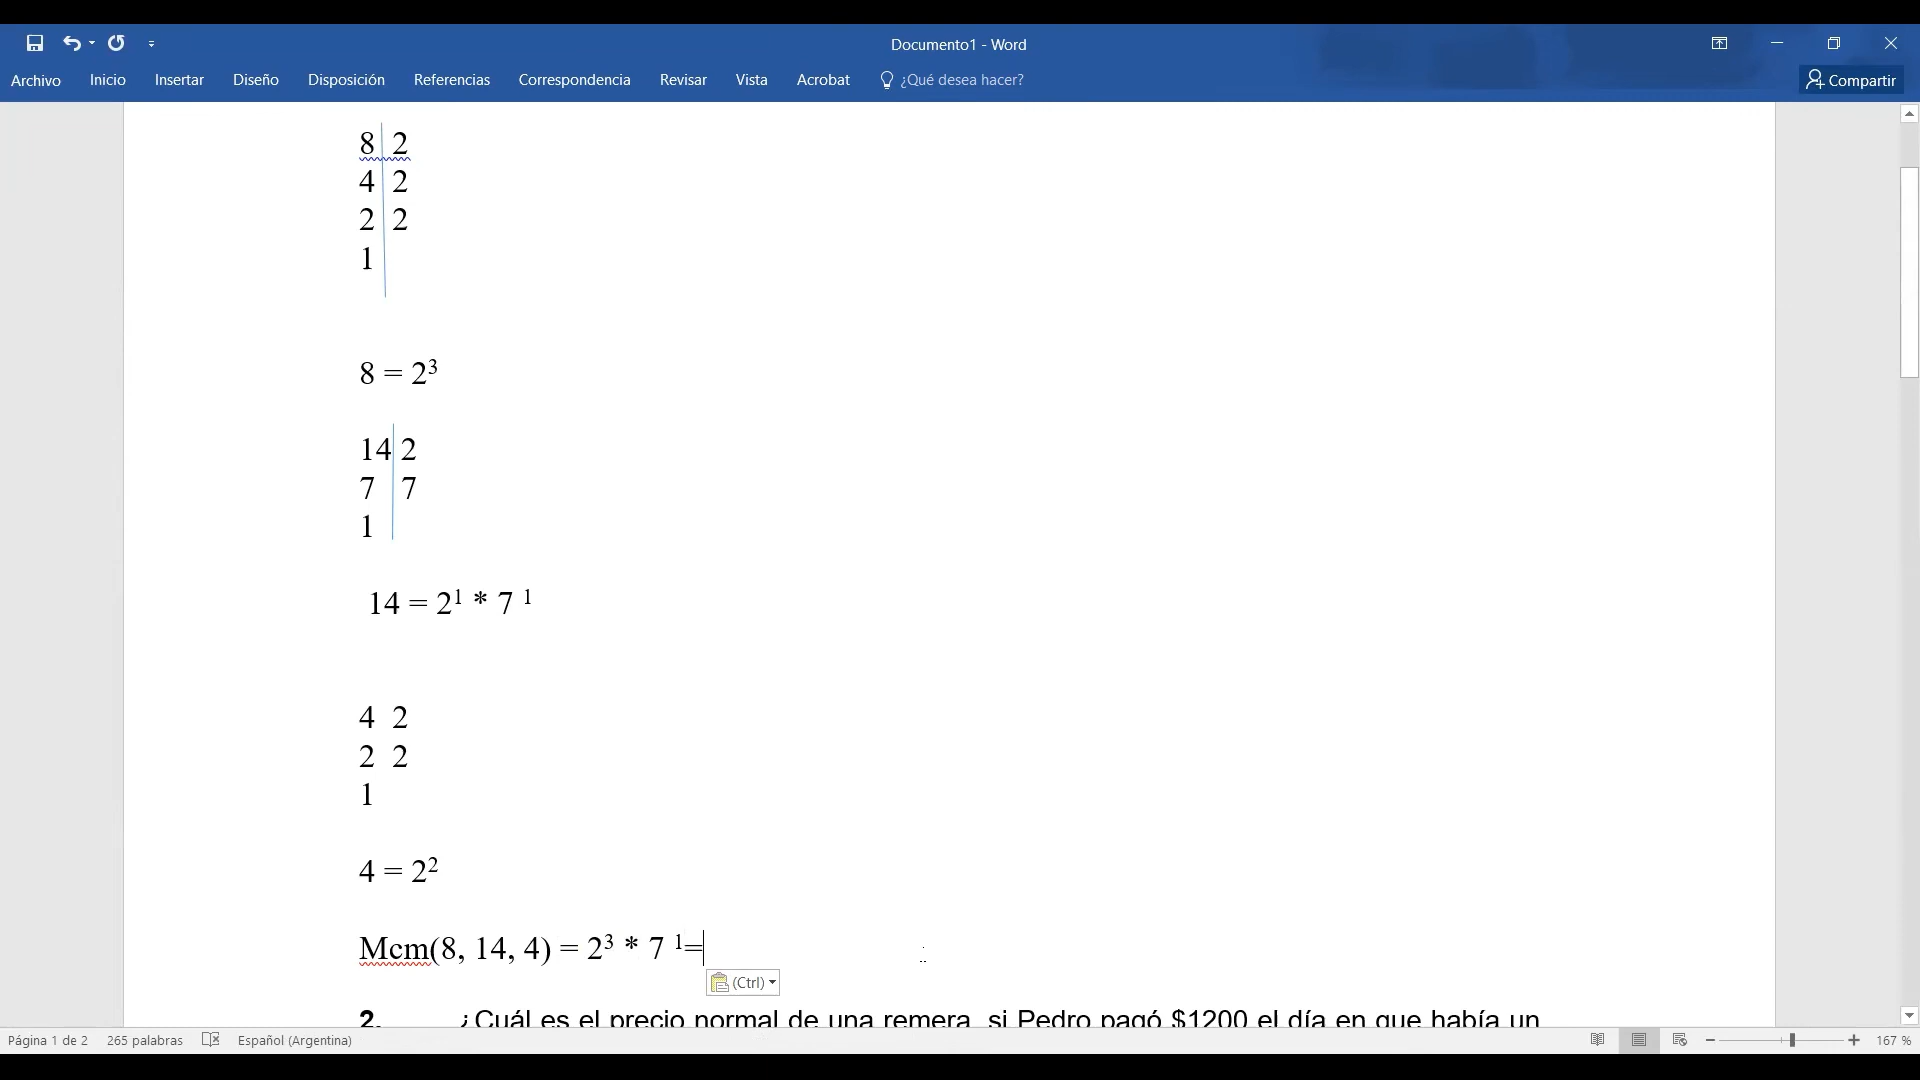 Documento1 - Word
Archivo Inicio Insertar Diseño Disposición Referencias Correspondencia Revisar Vista Acrobat ¿Qué desea hacer? Compartir
8 2
4 2
2 2
1
8 = 2³
14 2
7 7
1
14 = 2¹ * 7 ¹
4 2
2 2
1
4 = 2²
Mcm(8, 14, 4) = 2³ * 7 ¹=
(Ctrl)
2. ¿Cuál es el precio normal de una remera, si Pedro pagó $1200 el día en que había un
Página 1 de 2 265 palabras Español (Argentina) 167 %